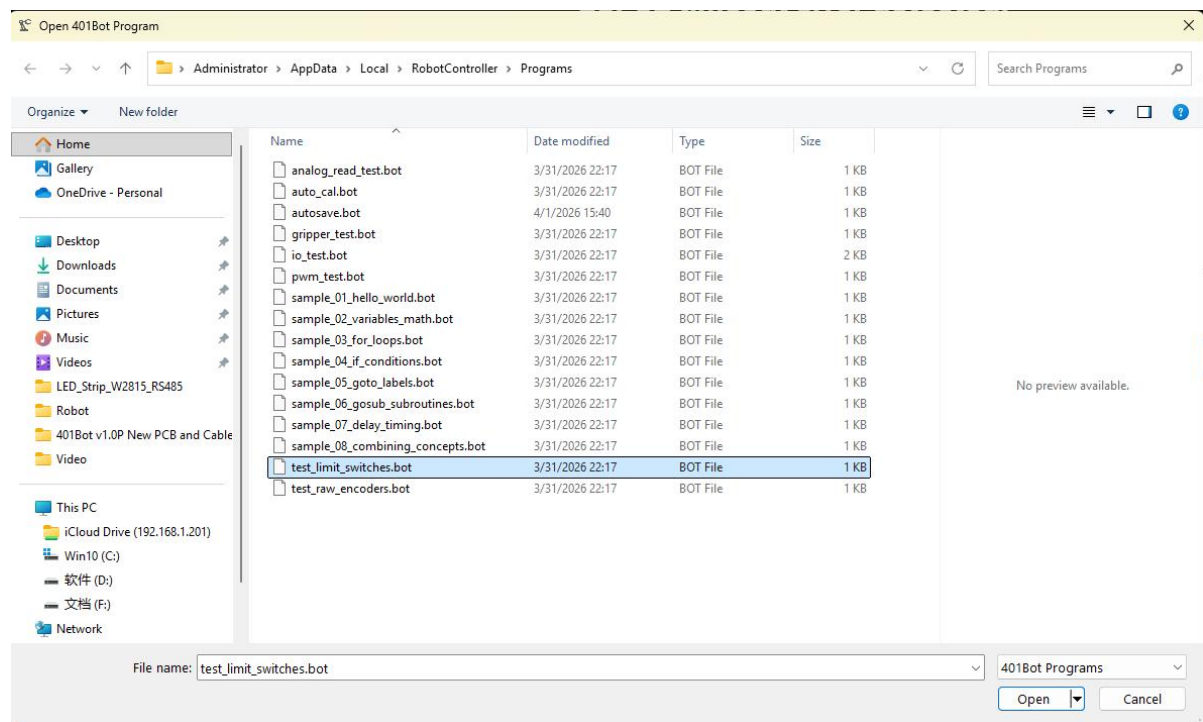 Open 401Bot Program
Administrator > AppData > Local > RobotController > Programs
Search Programs
Organize
New folder
Home
Gallery
OneDrive - Personal
Desktop
Downloads
Documents
Pictures
Music
Videos
LED_Strip_W2815_RS485
Robot
401Bot v1.0P New PCB and Cable
Video
This PC
iCloud Drive (192.168.1.201)
Win10 (C:)
软件 (D:)
文档 (F:)
Network
Name Date modified Type Size
analog_read_test.bot 3/31/2026 22:17 BOT File 1 KB
auto_cal.bot 3/31/2026 22:17 BOT File 1 KB
autosave.bot 4/1/2026 15:40 BOT File 1 KB
gripper_test.bot 3/31/2026 22:17 BOT File 1 KB
io_test.bot 3/31/2026 22:17 BOT File 2 KB
pwm_test.bot 3/31/2026 22:17 BOT File 1 KB
sample_01_hello_world.bot 3/31/2026 22:17 BOT File 1 KB
sample_02_variables_math.bot 3/31/2026 22:17 BOT File 1 KB
sample_03_for_loops.bot 3/31/2026 22:17 BOT File 1 KB
sample_04_if_conditions.bot 3/31/2026 22:17 BOT File 1 KB
sample_05_goto_labels.bot 3/31/2026 22:17 BOT File 1 KB
sample_06_gosub_subroutines.bot 3/31/2026 22:17 BOT File 1 KB
sample_07_delay_timing.bot 3/31/2026 22:17 BOT File 1 KB
sample_08_combining_concepts.bot 3/31/2026 22:17 BOT File 1 KB
test_limit_switches.bot 3/31/2026 22:17 BOT File 1 KB
test_raw_encoders.bot 3/31/2026 22:17 BOT File 1 KB
No preview available.
File name: test_limit_switches.bot
401Bot Programs
Open
Cancel